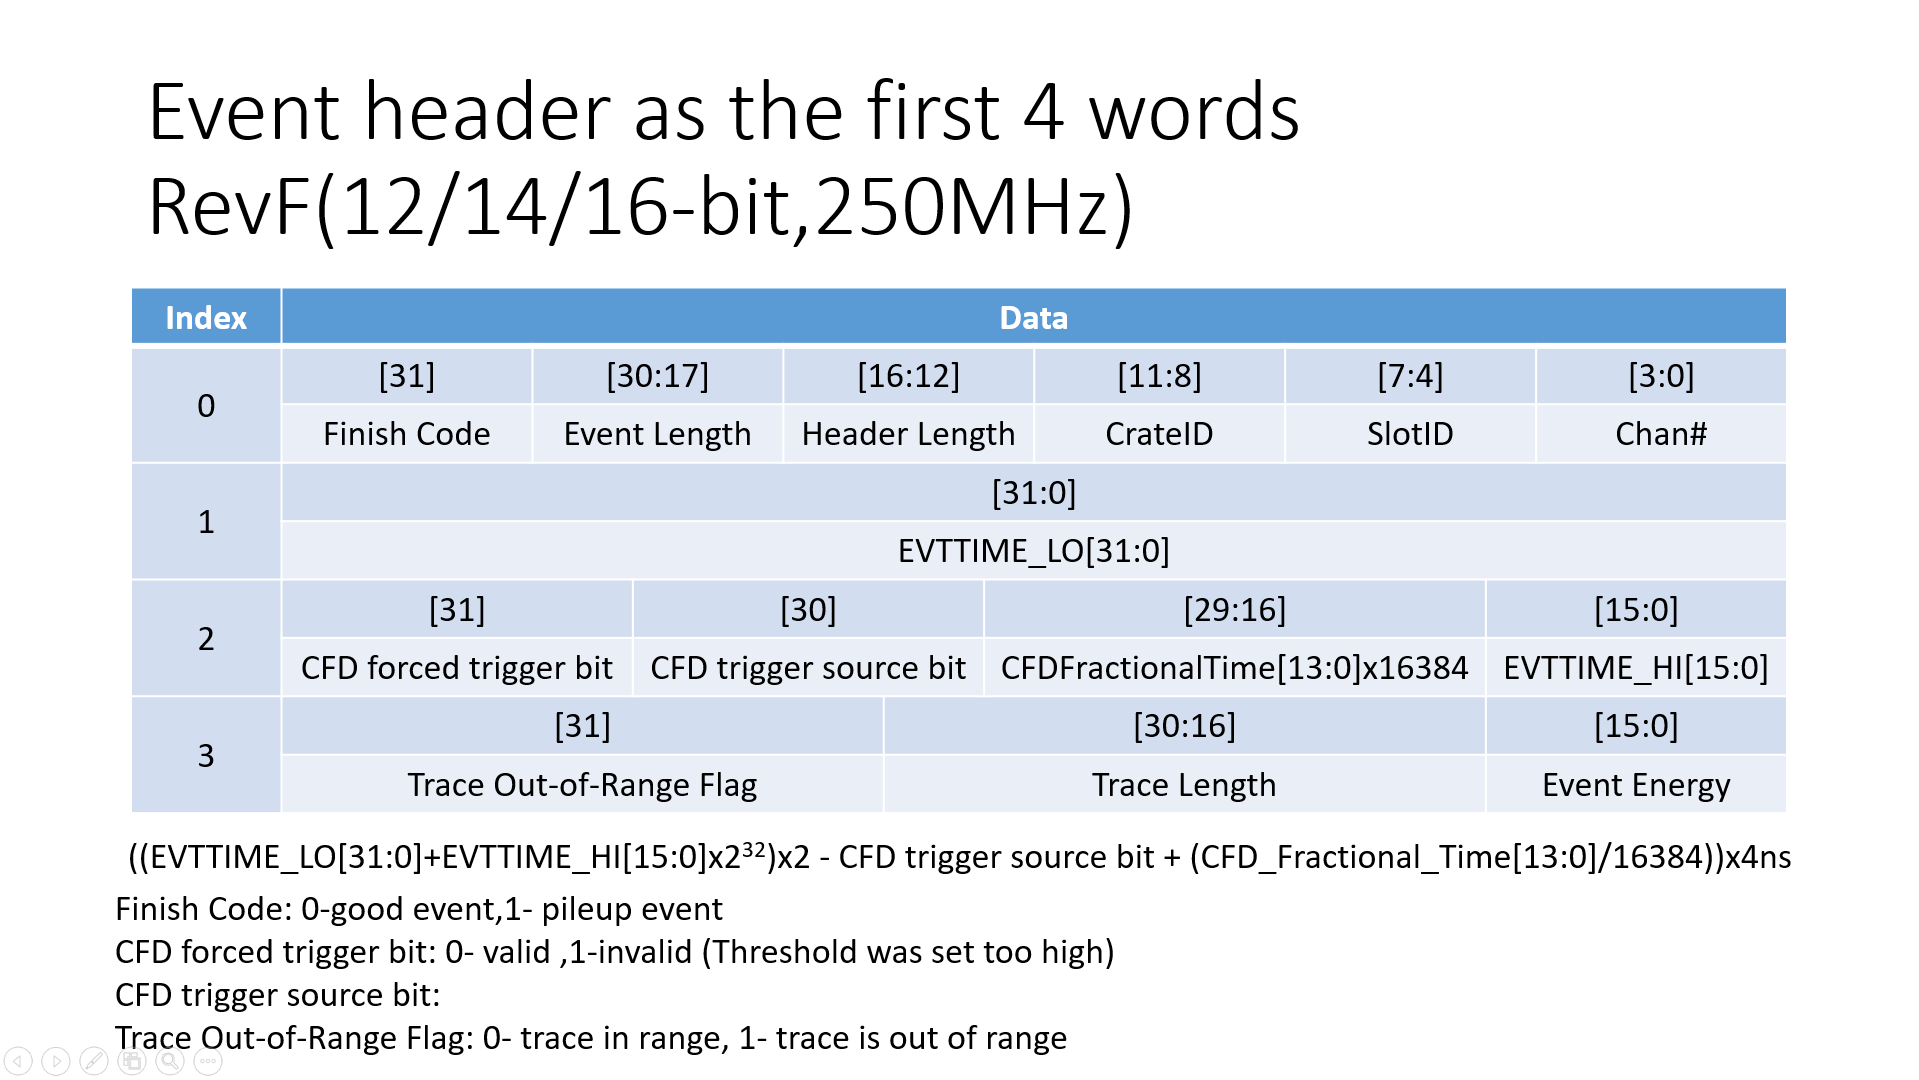 Event header as the first 4 words
RevF(12/14/16-bit,250MHz)
Index Data
0 [31] [30:17] [16:12] [11:8] [7:4] [3:0]
Finish Code Event Length Header Length CrateID SlotID Chan#
1 [31:0]
EVTTIME_LO[31:0]
2 [31] [30] [29:16] [15:0]
CFD forced trigger bit CFD trigger source bit CFDFractionalTime[13:0]x16384 EVTTIME_HI[15:0]
3 [31] [30:16] [15:0]
Trace Out-of-Range Flag Trace Length Event Energy
((EVTTIME_LO[31:0]+EVTTIME_HI[15:0]x2³²)x2 - CFD trigger source bit + (CFD_Fractional_Time[13:0]/16384))x4ns
Finish Code: 0-good event,1- pileup event
CFD forced trigger bit: 0- valid ,1-invalid (Threshold was set too high)
CFD trigger source bit:
Trace Out-of-Range Flag: 0- trace in range, 1- trace is out of range